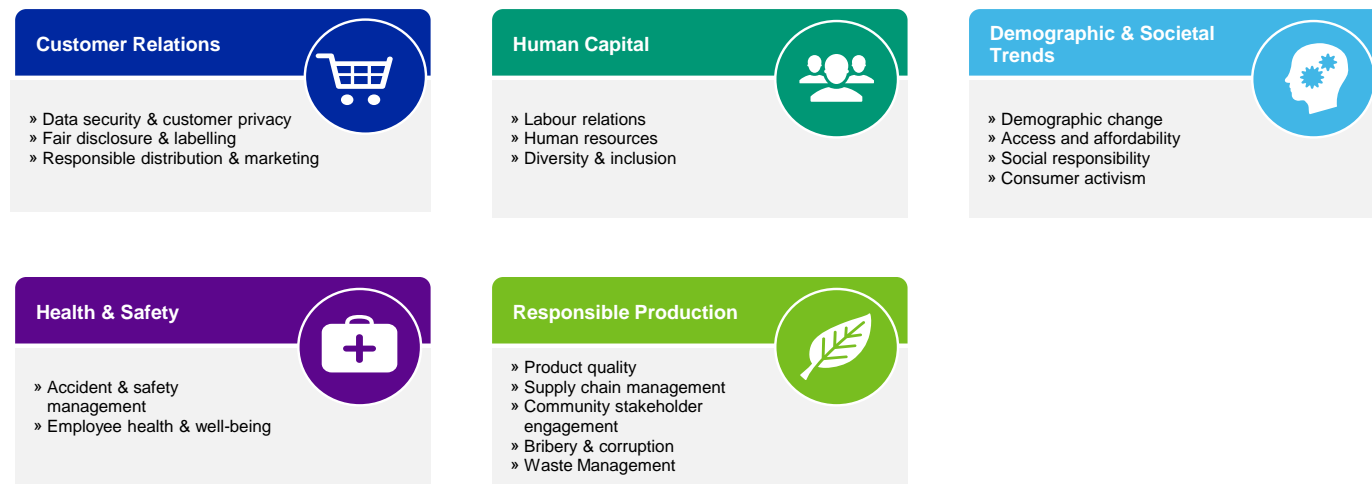 Customer Relations
» Data security & customer privacy
» Fair disclosure & labelling
» Responsible distribution & marketing
Human Capital
» Labour relations
» Human resources
» Diversity & inclusion
Demographic & Societal
Trends
» Demographic change
» Access and affordability
» Social responsibility
» Consumer activism
Health & Safety
» Accident & safety
management
» Employee health & well-being
Responsible Production
» Product quality
» Supply chain management
» Community stakeholder
engagement
» Bribery & corruption
» Waste Management